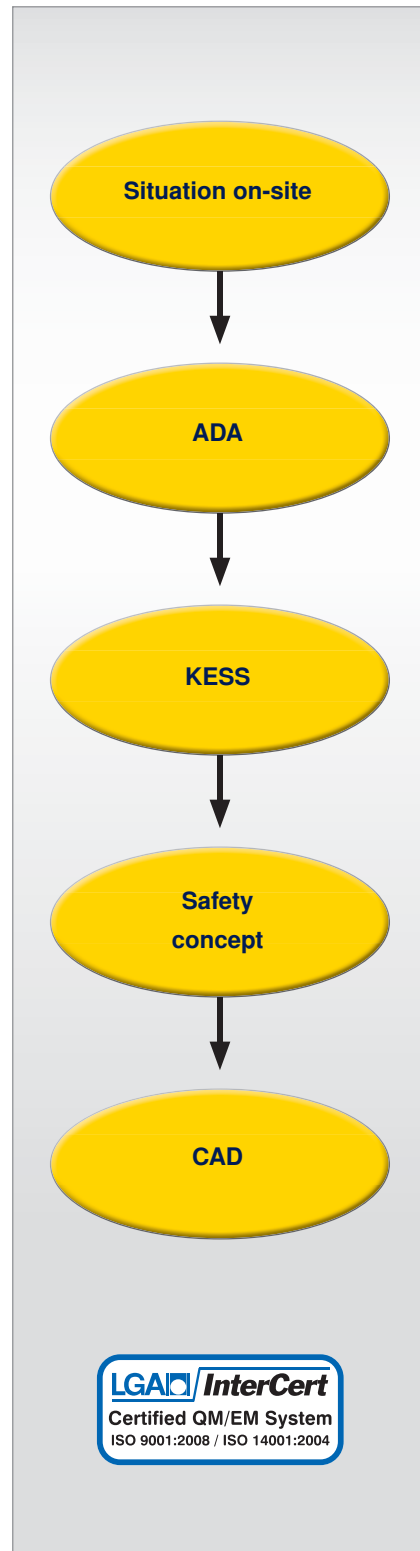 Situation on-site
ADA
KESS
Safety
concept
CAD
LGA InterCert
Certified QM/EM System
ISO 9001:2008 / ISO 14001:2004